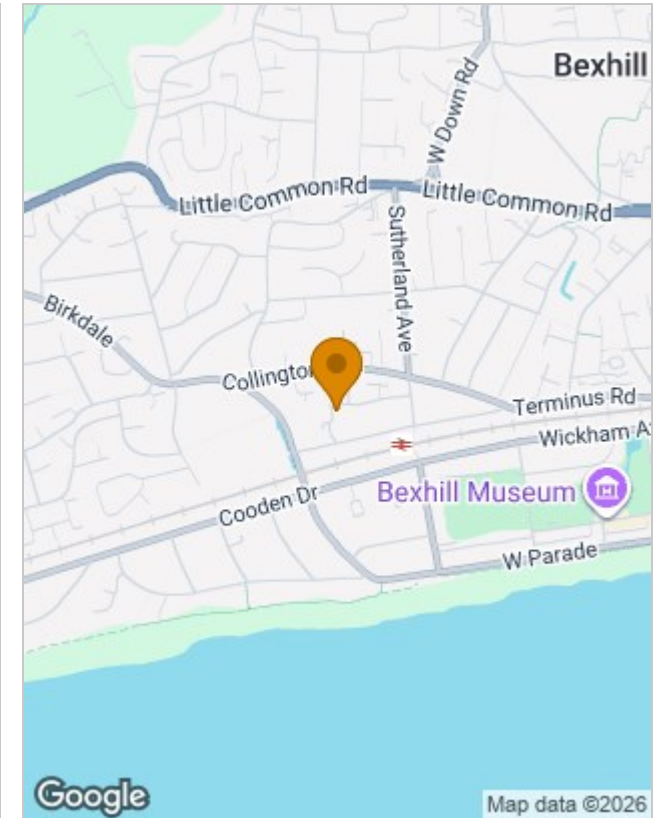 Bexhill
W Down Rd
Little Common Rd
Little Common Rd
Sutherland Ave
Birkdale
Collington
Terminus Rd
Wickham A
Cooden Dr
Bexhill Museum
W Parade
Google
Map data ©2026